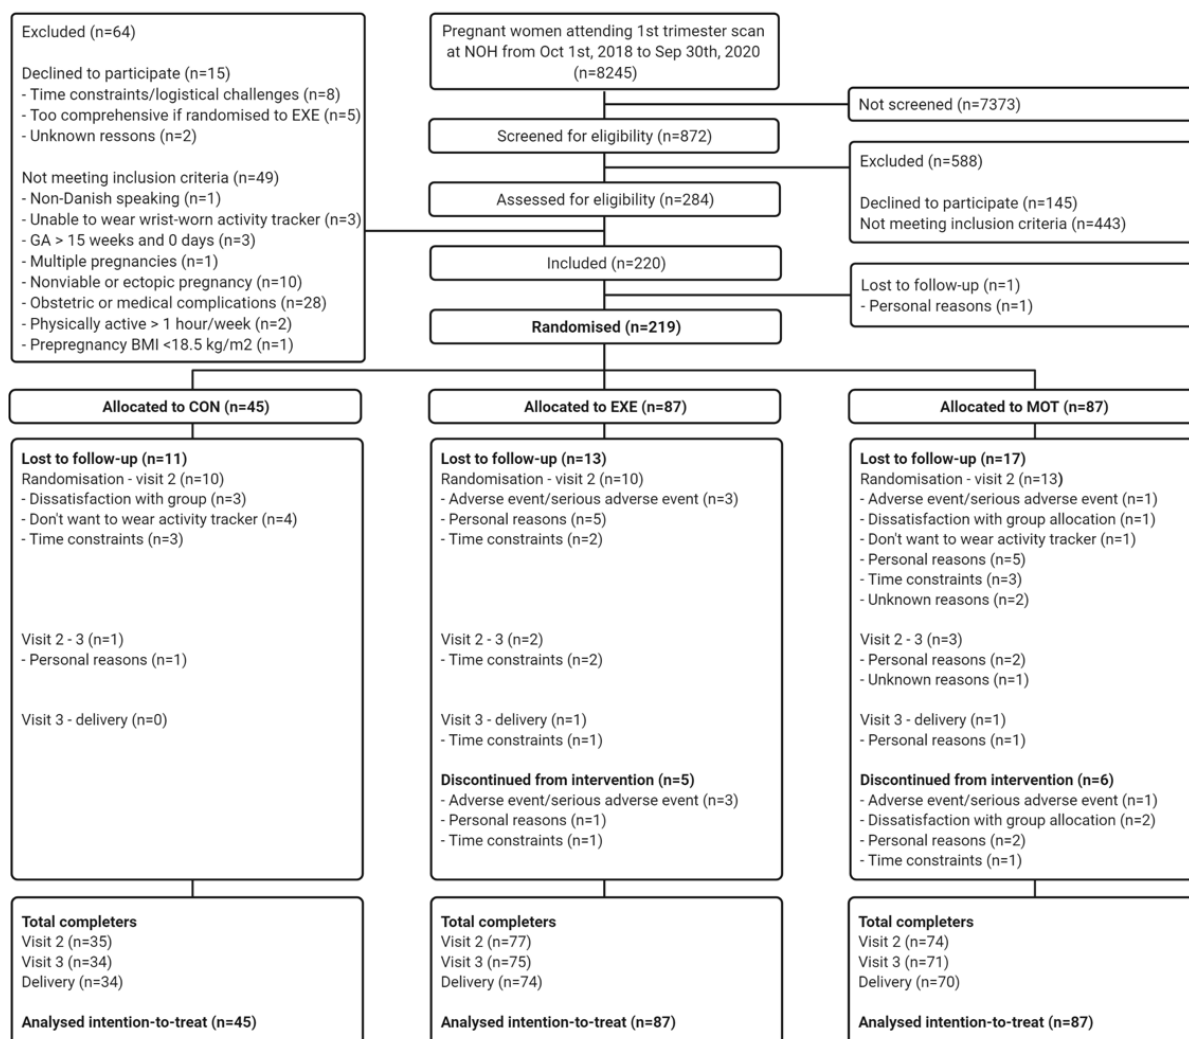 Pregnant women attending 1st trimester scan
at NOH from Oct 1st, 2018 to Sep 30th, 2020
(n=8245)
Not screened (n=7373)
Screened for eligibility (n=872)
Excluded (n=588)
Declined to participate (n=145)
Not meeting inclusion criteria (n=443)
Assessed for eligibility (n=284)
Excluded (n=64)
Declined to participate (n=15)
- Time constraints/logistical challenges (n=8)
- Too comprehensive if randomised to EXE (n=5)
- Unknown ressons (n=2)
Not meeting inclusion criteria (n=49)
- Non-Danish speaking (n=1)
- Unable to wear wrist-worn activity tracker (n=3)
- GA > 15 weeks and 0 days (n=3)
- Multiple pregnancies (n=1)
- Nonviable or ectopic pregnancy (n=10)
- Obstetric or medical complications (n=28)
- Physically active > 1 hour/week (n=2)
- Prepregnancy BMI <18.5 kg/m2 (n=1)
Included (n=220)
Lost to follow-up (n=1)
- Personal reasons (n=1)
Randomised (n=219)
Allocated to CON (n=45)
Lost to follow-up (n=11)
Randomisation - visit 2 (n=10)
- Dissatisfaction with group (n=3)
- Don't want to wear activity tracker (n=4)
- Time constraints (n=3)
Visit 2 - 3 (n=1)
- Personal reasons (n=1)
Visit 3 - delivery (n=0)
Total completers
Visit 2 (n=35)
Visit 3 (n=34)
Delivery (n=34)
Analysed intention-to-treat (n=45)
Allocated to EXE (n=87)
Lost to follow-up (n=13)
Randomisation - visit 2 (n=10)
- Adverse event/serious adverse event (n=3)
- Personal reasons (n=5)
- Time constraints (n=2)
Visit 2 - 3 (n=2)
- Time constraints (n=2)
Visit 3 - delivery (n=1)
- Time constraints (n=1)
Discontinued from intervention (n=5)
- Adverse event/serious adverse event (n=3)
- Personal reasons (n=1)
- Time constraints (n=1)
Total completers
Visit 2 (n=77)
Visit 3 (n=75)
Delivery (n=74)
Analysed intention-to-treat (n=87)
Allocated to MOT (n=87)
Lost to follow-up (n=17)
Randomisation - visit 2 (n=13)
- Adverse event/serious adverse event (n=1)
- Dissatisfaction with group allocation (n=1)
- Don't want to wear activity tracker (n=1)
- Personal reasons (n=5)
- Time constraints (n=3)
- Unknown reasons (n=2)
Visit 2 - 3 (n=3)
- Personal reasons (n=2)
- Unknown reasons (n=1)
Visit 3 - delivery (n=1)
- Personal reasons (n=1)
Discontinued from intervention (n=6)
- Adverse event/serious adverse event (n=1)
- Dissatisfaction with group allocation (n=2)
- Personal reasons (n=2)
- Time constraints (n=1)
Total completers
Visit 2 (n=74)
Visit 3 (n=71)
Delivery (n=70)
Analysed intention-to-treat (n=87)